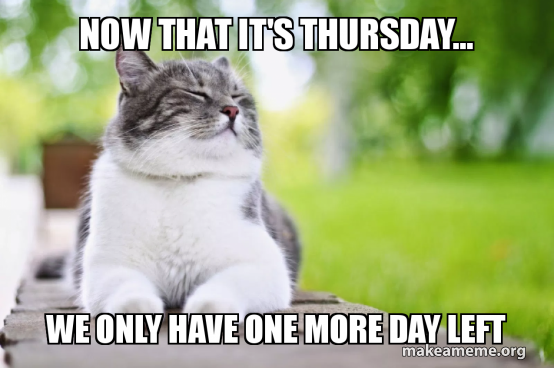 NOW THAT IT'S THURSDAY...
WE ONLY HAVE ONE MORE DAY LEFT
makeameme.org